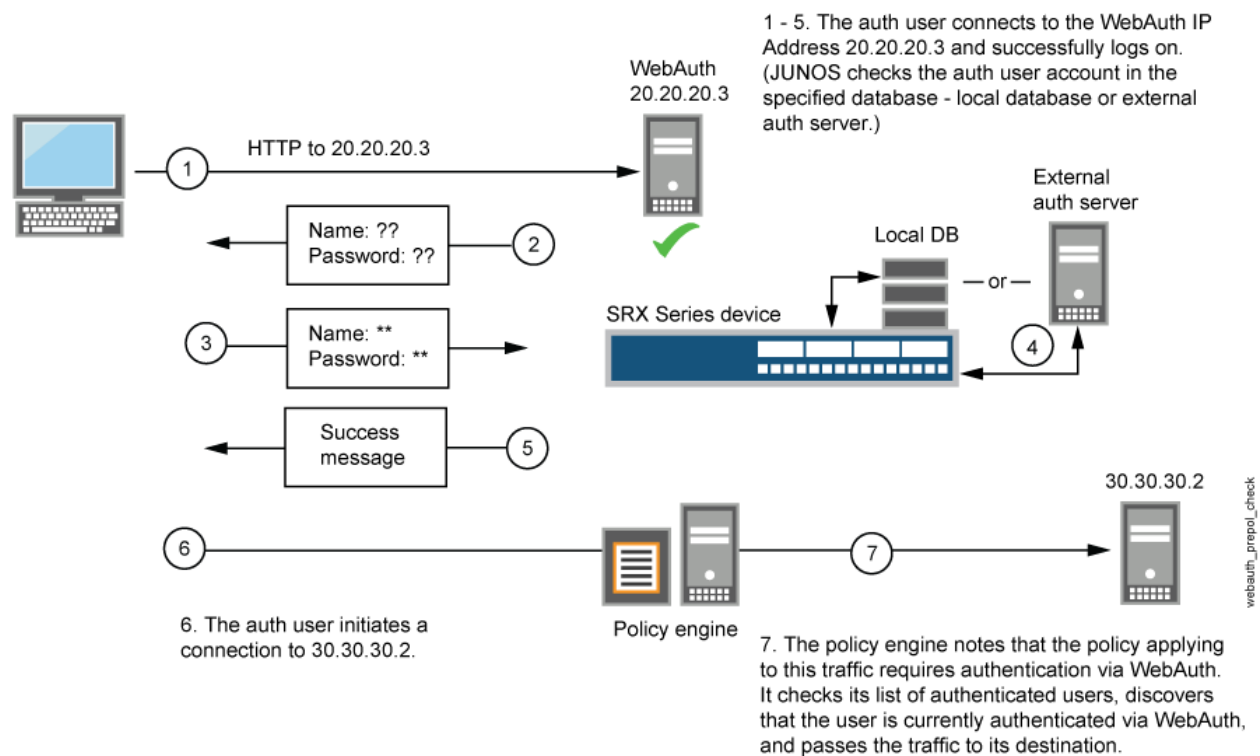 1 - 5. The auth user connects to the WebAuth IP
Address 20.20.20.3 and successfully logs on.
(JUNOS checks the auth user account in the
specified database - local database or external
auth server.)
WebAuth
20.20.20.3
1
HTTP to 20.20.20.3
External
auth server
Name: ??
Password: ??
2
Local DB
or
SRX Series device
3
Name: **
Password: **
4
Success
message
5
30.30.30.2
6
7
Policy engine
6. The auth user initiates a
connection to 30.30.30.2.
7. The policy engine notes that the policy applying
to this traffic requires authentication via WebAuth.
It checks its list of authenticated users, discovers
that the user is currently authenticated via WebAuth,
and passes the traffic to its destination.
webauth_prepol_check